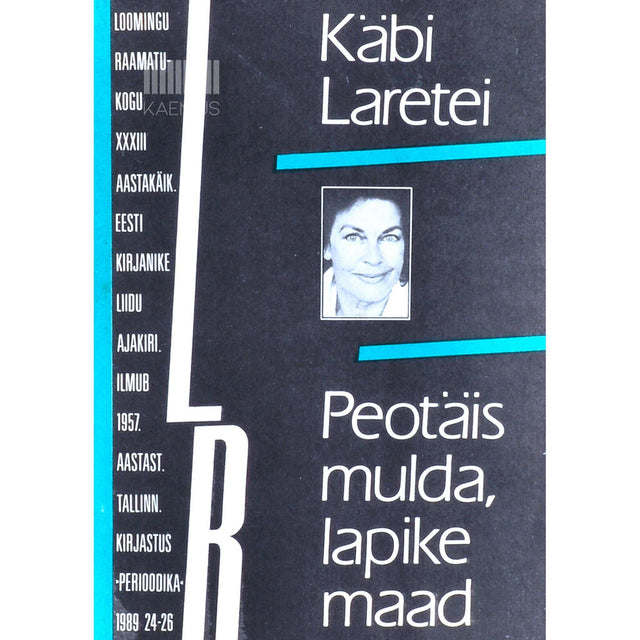 LOOMINGU
RAAMATU-
KOGU
XXXIII
AASTAKÄIK.
EESTI
KIRJANIKE
LIIDU
AJAKIRI.
ILMUB
1957.
AASTAST.
TALLINN.
KIRJASTUS
»PERIOODIKA«
1989 24-26
LR
KAEMUS
Käbi
Laretei
Peotäis
mulda,
lapike
maad